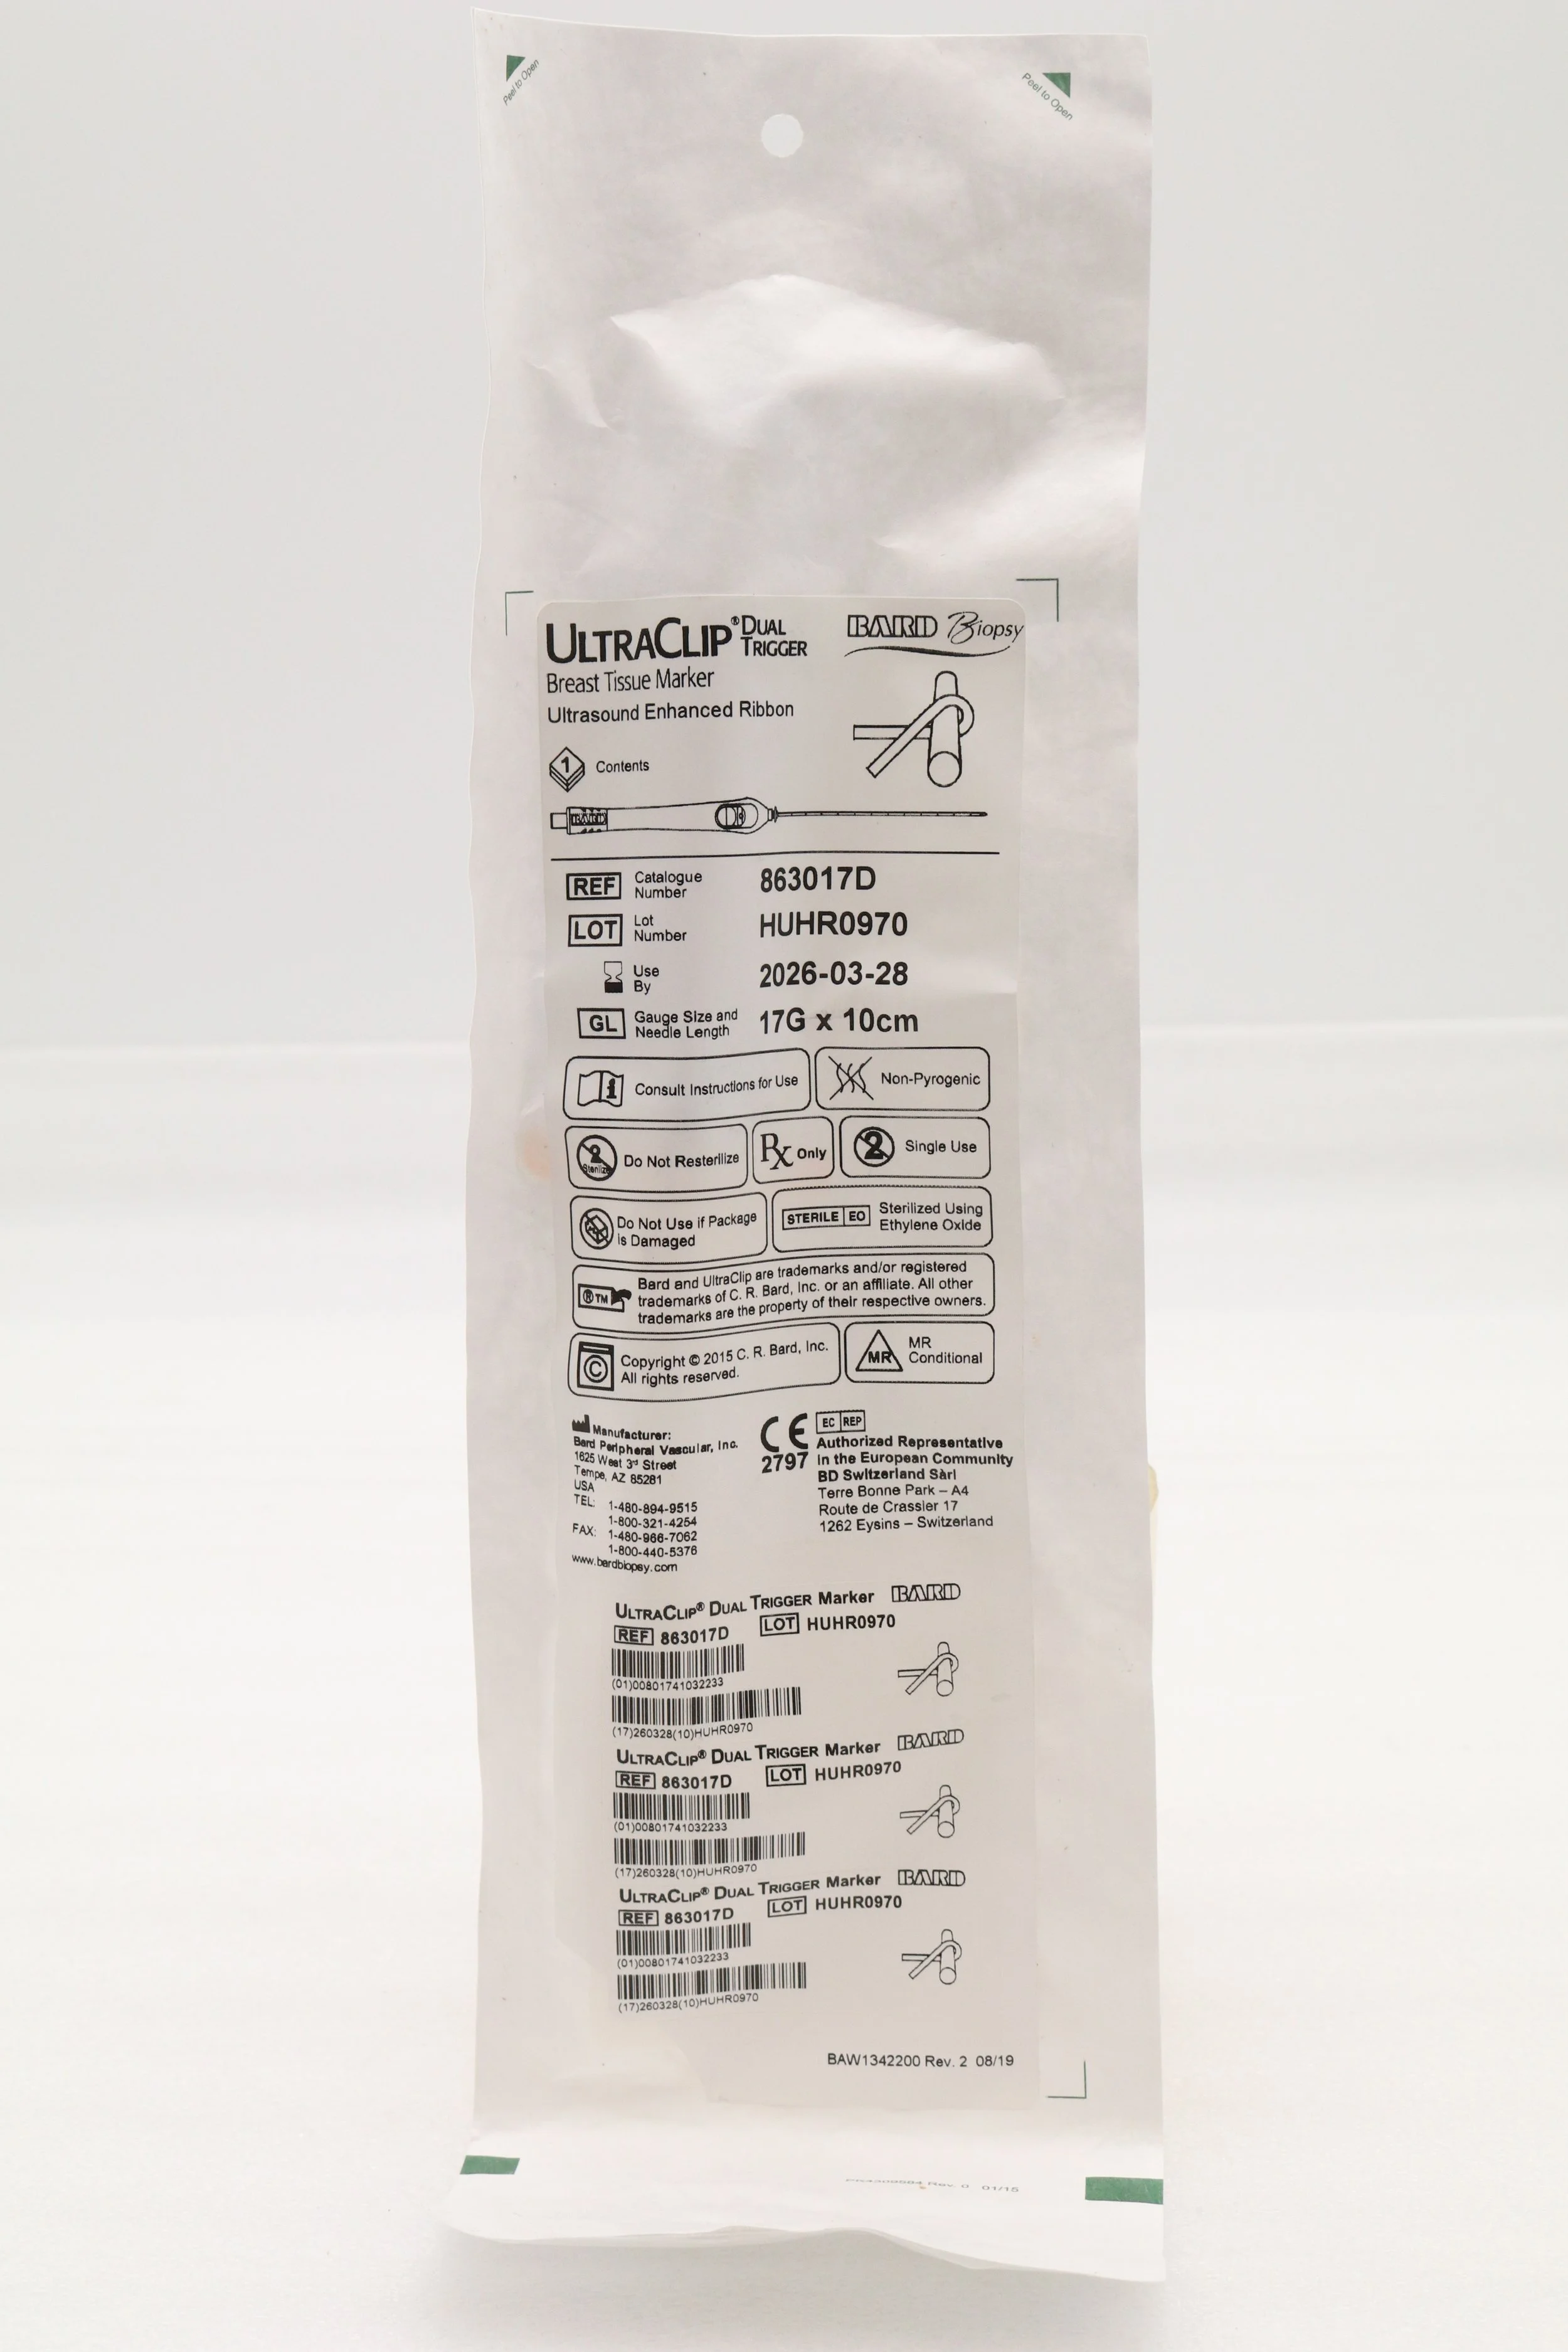 Peel to Open
Peel to Open
ULTRACLIP® DUAL TRIGGER
BARD Biopsy
Breast Tissue Marker
Ultrasound Enhanced Ribbon
1 Contents
BARD
REF Catalogue Number 863017D
LOT Lot Number HUHR0970
Use By 2026-03-28
GL Gauge Size and Needle Length 17G x 10cm
Consult Instructions for Use
Non-Pyrogenic
2 Sterilize Do Not Resterilize
Rx Only
2 Single Use
Do Not Use if Package
is Damaged
STERILE EO Sterilized Using
Ethylene Oxide
® TM
Bard and UltraClip are trademarks and/or registered
trademarks of C. R. Bard, Inc. or an affiliate. All other
trademarks are the property of their respective owners.
© Copyright © 2015 C. R. Bard, Inc.
All rights reserved.
MR MR
Conditional
Manufacturer:
Bard Peripheral Vascular, Inc.
1625 West 3rd Street
Tempe, AZ 85281
USA
TEL: 1-480-894-9515
1-800-321-4254
FAX: 1-480-966-7062
1-800-440-5376
www.bardbiopsy.com
CE
2797
EC REP
Authorized Representative
in the European Community
BD Switzerland Sàrl
Terre Bonne Park – A4
Route de Crassier 17
1262 Eysins – Switzerland
ULTRACLIP® DUAL TRIGGER Marker BARD
REF 863017D LOT HUHR0970
(01)00801741032233
(17)260328(10)HUHR0970
ULTRACLIP® DUAL TRIGGER Marker BARD
REF 863017D LOT HUHR0970
(01)00801741032233
(17)260328(10)HUHR0970
ULTRACLIP® DUAL TRIGGER Marker BARD
REF 863017D LOT HUHR0970
(01)00801741032233
(17)260328(10)HUHR0970
BAW1342200 Rev. 2 08/19
Rev. 0 01/15